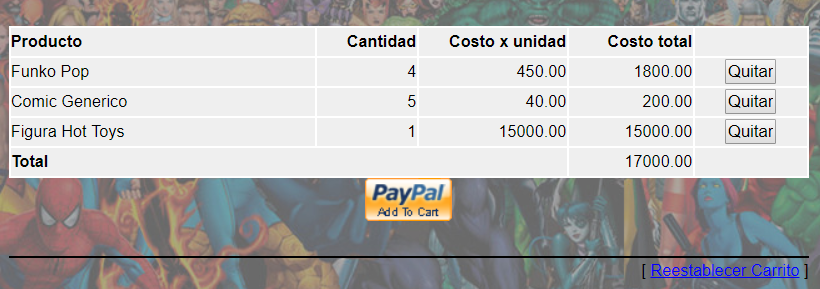 Producto Cantidad Costo x unidad Costo total
Funko Pop 4 450.00 1800.00 Quitar
Comic Generico 5 40.00 200.00 Quitar
Figura Hot Toys 1 15000.00 15000.00 Quitar
Total 17000.00
PayPal
Add To Cart
[ Reestablecer Carrito ]